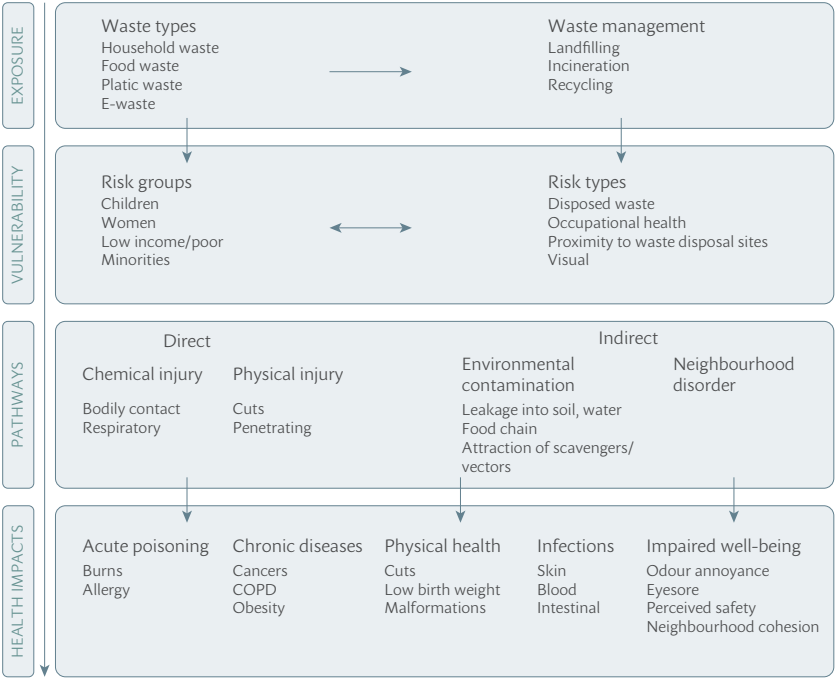 EXPOSURE
Waste types
Household waste
Food waste
Platic waste
E-waste
Waste management
Landfilling
Incineration
Recycling
VULNERABILITY
Risk groups
Children
Women
Low income/poor
Minorities
Risk types
Disposed waste
Occupational health
Proximity to waste disposal sites
Visual
PATHWAYS
Direct
Chemical injury
Bodily contact
Respiratory
Physical injury
Cuts
Penetrating
Indirect
Environmental
contamination
Leakage into soil, water
Food chain
Attraction of scavengers/
vectors
Neighbourhood
disorder
HEALTH IMPACTS
Acute poisoning
Burns
Allergy
Chronic diseases
Cancers
COPD
Obesity
Physical health
Cuts
Low birth weight
Malformations
Infections
Skin
Blood
Intestinal
Impaired well-being
Odour annoyance
Eyesore
Perceived safety
Neighbourhood cohesion